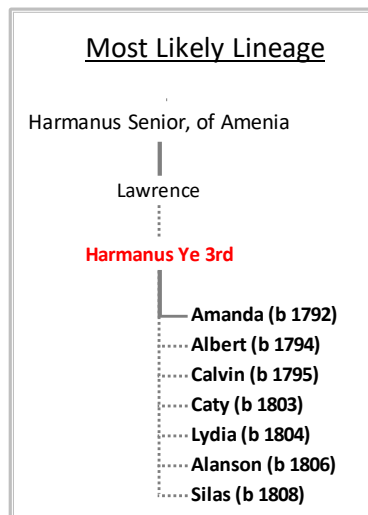 Most Likely Lineage
Harmanus Senior, of Amenia
Lawrence
Harmanus Ye 3rd
Amanda (b 1792)
Albert (b 1794)
Calvin (b 1795)
Caty (b 1803)
Lydia (b 1804)
Alanson (b 1806)
Silas (b 1808)